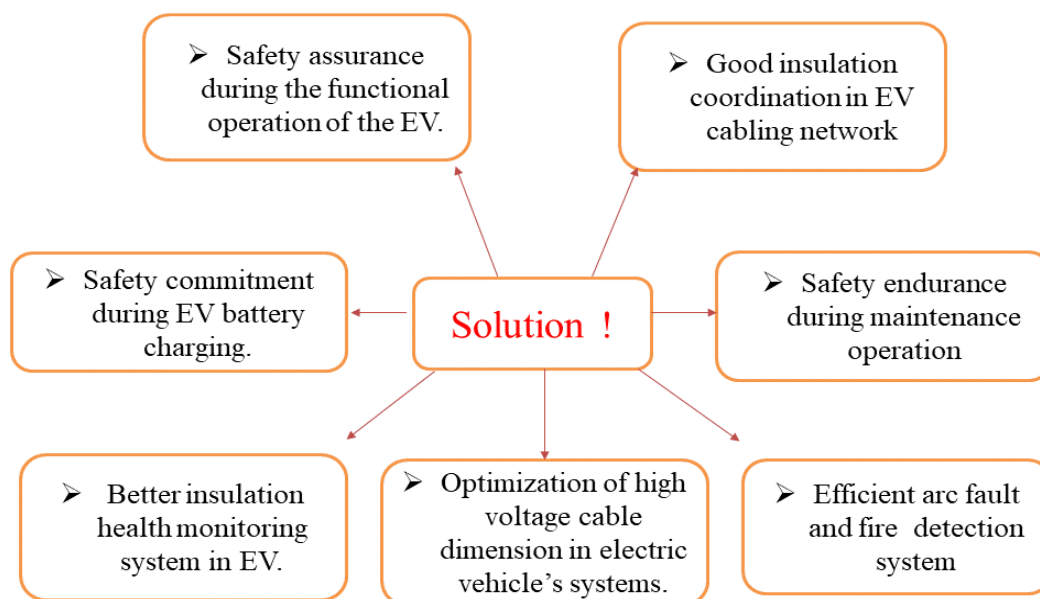 ➤ Safety assurance
during the functional
operation of the EV.
➤ Good insulation
coordination in EV
cabling network
➤ Safety commitment
during EV battery
charging.
Solution !
➤ Safety endurance
during maintenance
operation
➤ Better insulation
health monitoring
system in EV.
➤ Optimization of high
voltage cable
dimension in electric
vehicle’s systems.
➤ Efficient arc fault
and fire detection
system